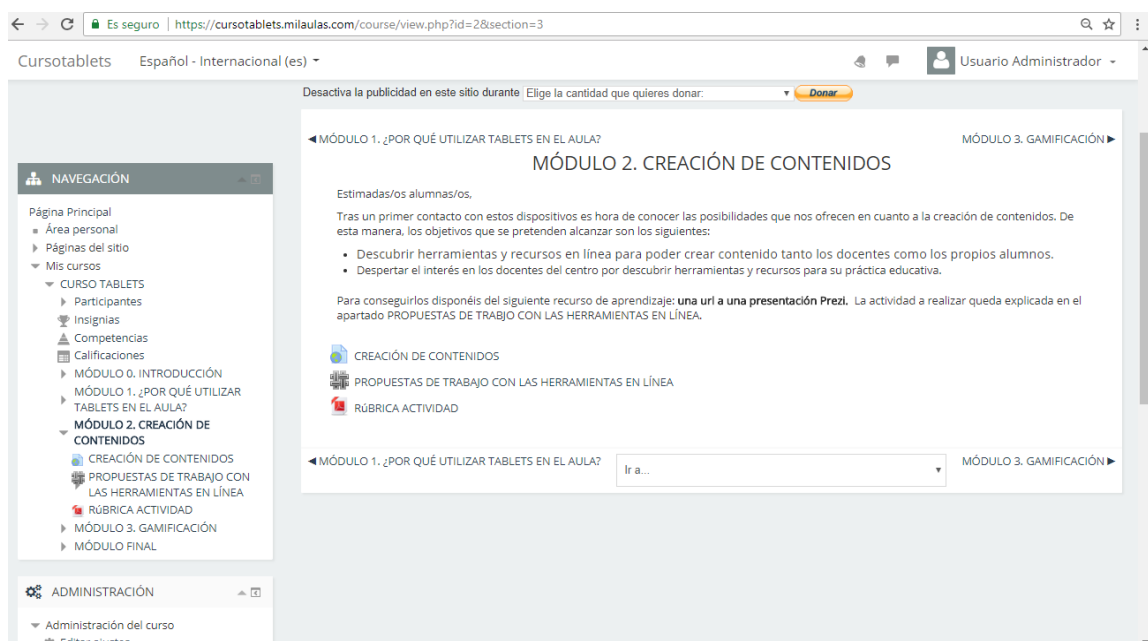 Es seguro | https://cursotablets.milaulas.com/course/view.php?id=2&section=3
Cursotablets Español - Internacional (es) Usuario Administrador
Desactiva la publicidad en este sitio durante Elige la cantidad que quieres donar: Donar
MÓDULO 1. ¿POR QUÉ UTILIZAR TABLETS EN EL AULA? MÓDULO 3. GAMIFICACIÓN
MÓDULO 2. CREACIÓN DE CONTENIDOS
Estimadas/os alumnas/os,
Tras un primer contacto con estos dispositivos es hora de conocer las posibilidades que nos ofrecen en cuanto a la creación de contenidos. De
esta manera, los objetivos que se pretenden alcanzar son los siguientes:
• Descubrir herramientas y recursos en línea para poder crear contenido tanto los docentes como los propios alumnos.
• Despertar el interés en los docentes del centro por descubrir herramientas y recursos para su práctica educativa.
Para conseguirlos disponéis del siguiente recurso de aprendizaje: una url a una presentación Prezi. La actividad a realizar queda explicada en el
apartado PROPUESTAS DE TRABJO CON LAS HERRAMIENTAS EN LÍNEA.
CREACIÓN DE CONTENIDOS
PROPUESTAS DE TRABAJO CON LAS HERRAMIENTAS EN LÍNEA
RÚBRICA ACTIVIDAD
MÓDULO 1. ¿POR QUÉ UTILIZAR TABLETS EN EL AULA? Ir a... MÓDULO 3. GAMIFICACIÓN
NAVEGACIÓN
Página Principal
Área personal
Páginas del sitio
Mis cursos
CURSO TABLETS
Participantes
Insignias
Competencias
Calificaciones
MÓDULO 0. INTRODUCCIÓN
MÓDULO 1. ¿POR QUÉ UTILIZAR
TABLETS EN EL AULA?
MÓDULO 2. CREACIÓN DE
CONTENIDOS
CREACIÓN DE CONTENIDOS
PROPUESTAS DE TRABAJO CON
LAS HERRAMIENTAS EN LÍNEA
RÚBRICA ACTIVIDAD
MÓDULO 3. GAMIFICACIÓN
MÓDULO FINAL
ADMINISTRACIÓN
Administración del curso